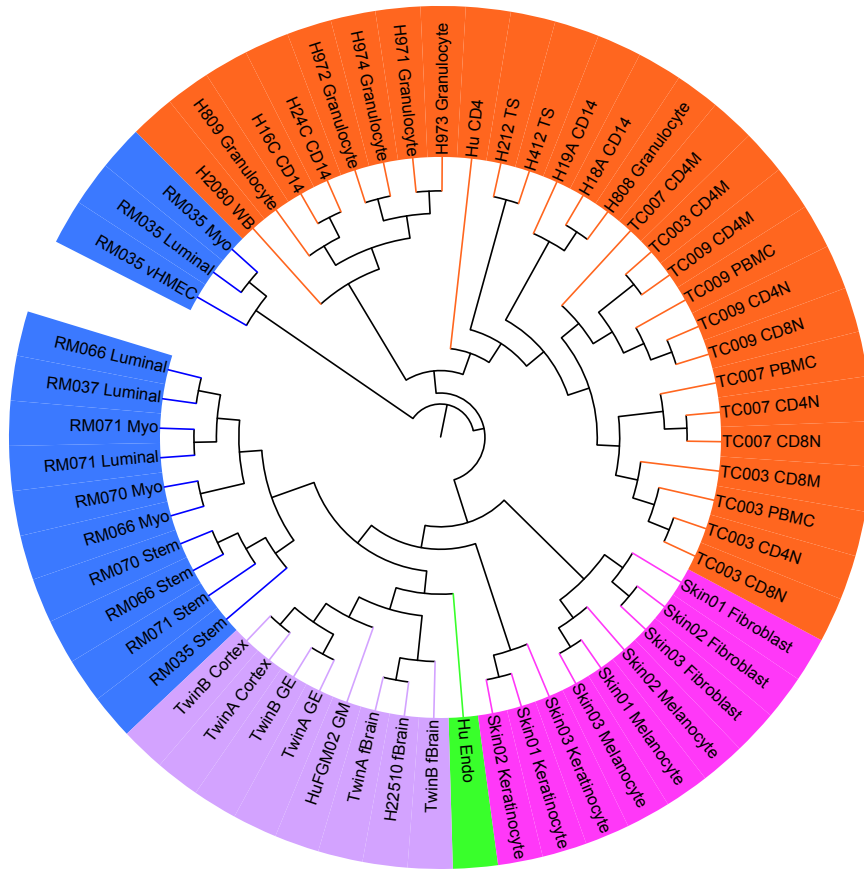 RM035 vHMEC
RM035 Luminal
RM035 Myo
H2080 WB
H809 Granulocyte
H16C CD14
H24C CD14
H972 Granulocyte
H974 Granulocyte
H971 Granulocyte
H973 Granulocyte
Hu CD4
H212 TS
H412 TS
H19A CD14
H18A CD14
H808 Granulocyte
TC007 CD4M
TC003 CD4M
TC009 CD4M
TC009 PBMC
TC009 CD4N
TC009 CD8N
TC007 PBMC
TC007 CD4N
TC007 CD8N
TC003 CD8M
TC003 PBMC
TC003 CD4N
TC003 CD8N
Skin01 Fibroblast
Skin02 Fibroblast
Skin03 Fibroblast
Skin02 Melanocyte
Skin01 Melanocyte
Skin03 Melanocyte
Skin03 Keratinocyte
Skin01 Keratinocyte
Skin02 Keratinocyte
Hu Endo
TwinB fBrain
H22510 fBrain
TwinA fBrain
HuFGM02 GM
TwinA GE
TwinB GE
TwinA Cortex
TwinB Cortex
RM035 Stem
RM071 Stem
RM066 Stem
RM070 Stem
RM066 Myo
RM070 Myo
RM071 Luminal
RM071 Myo
RM037 Luminal
RM066 Luminal